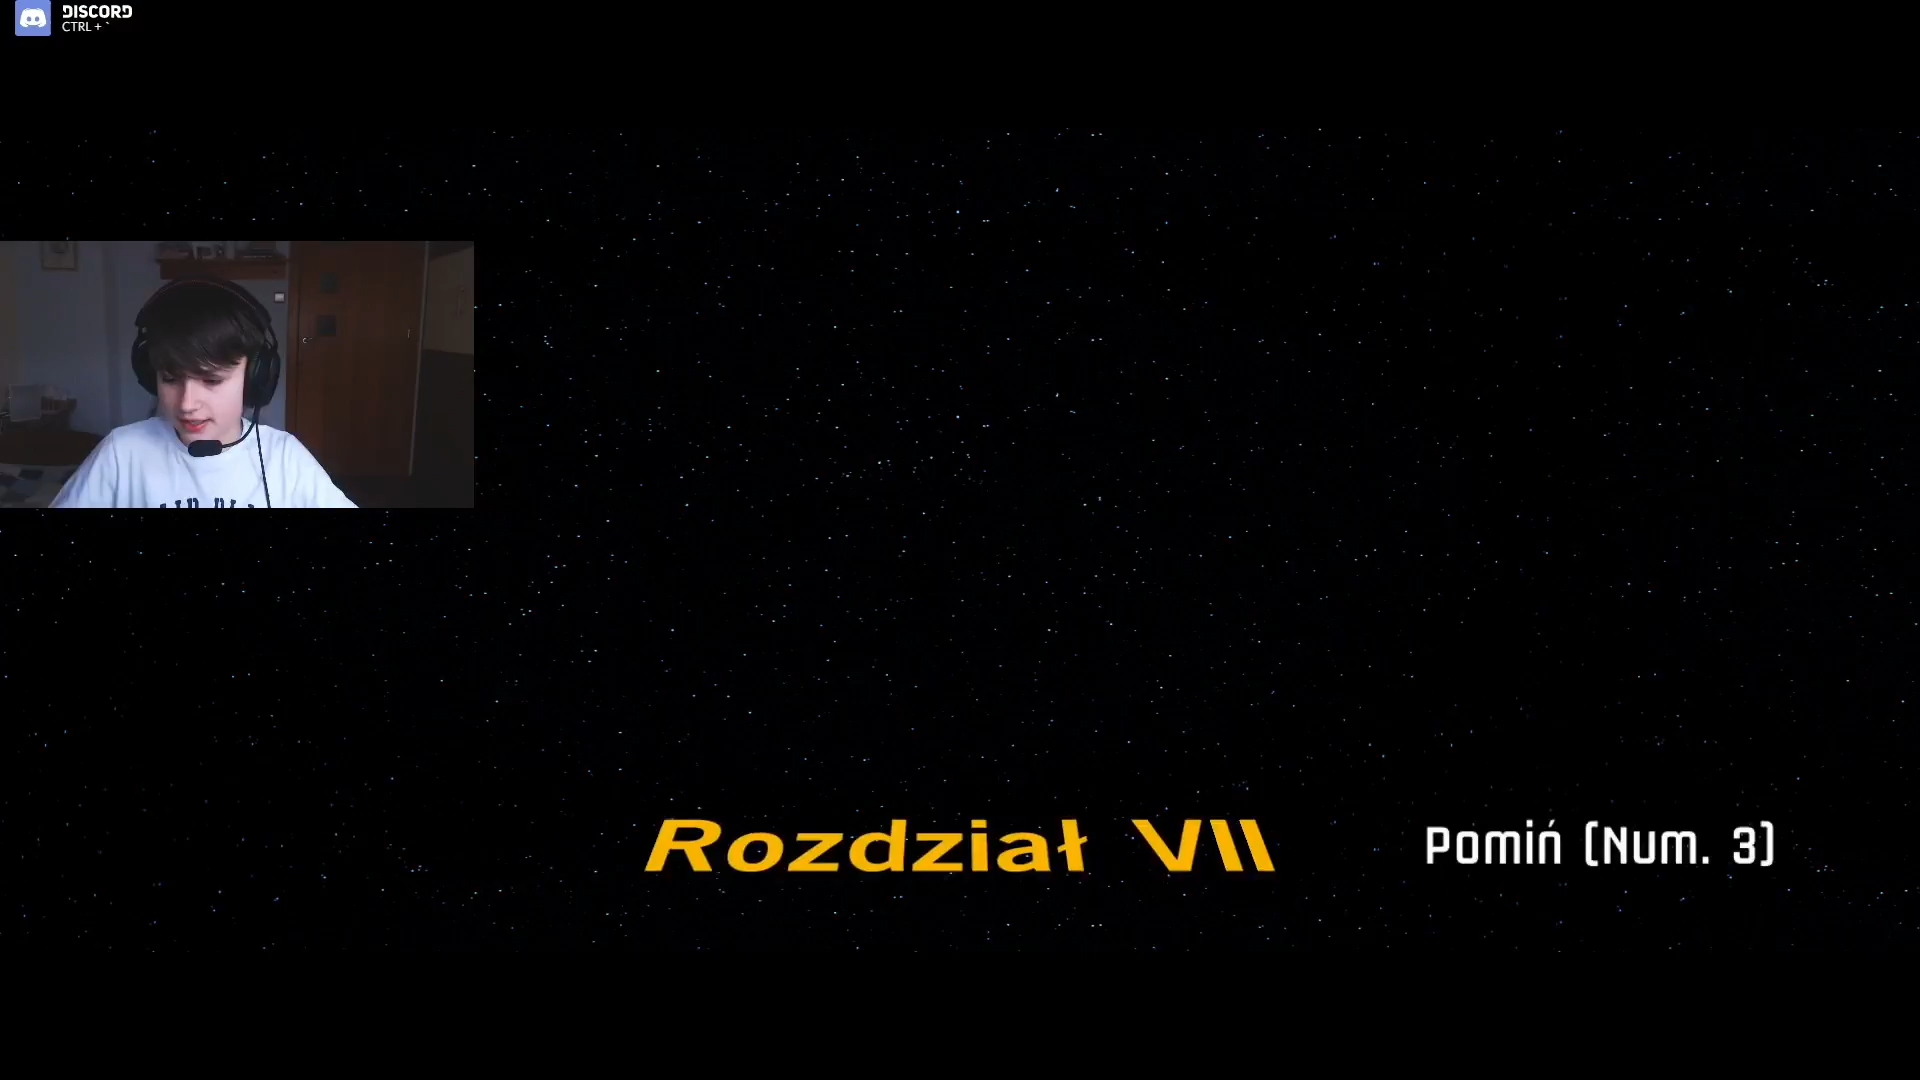 DISCORD
CTRL + `
Rozdział VII
Pomiń (Num. 3)